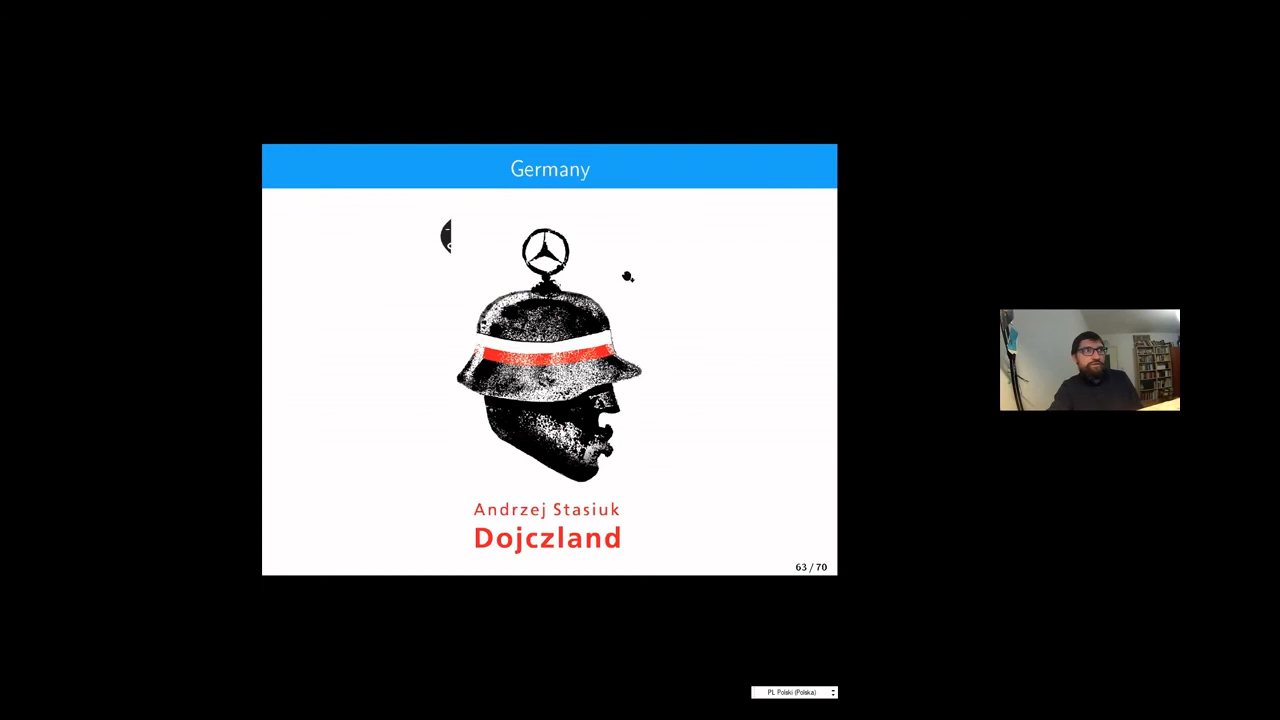 Germany
Andrzej Stasiuk
Dojczland
63 / 70
PL Polski (Polska)